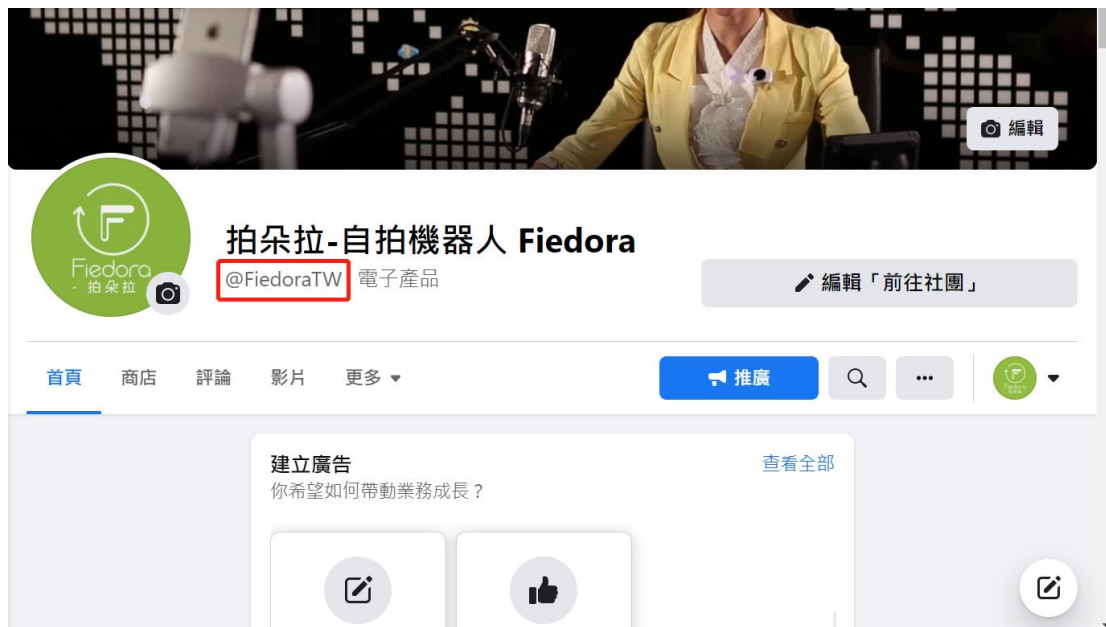 編輯
Fiedora
- 拍朵拉
拍朵拉-自拍機器人 Fiedora
@FiedoraTW 電子產品
編輯「前往社團」
首頁 商店 評論 影片 更多
推廣
建立廣告 查看全部
你希望如何帶動業務成長？